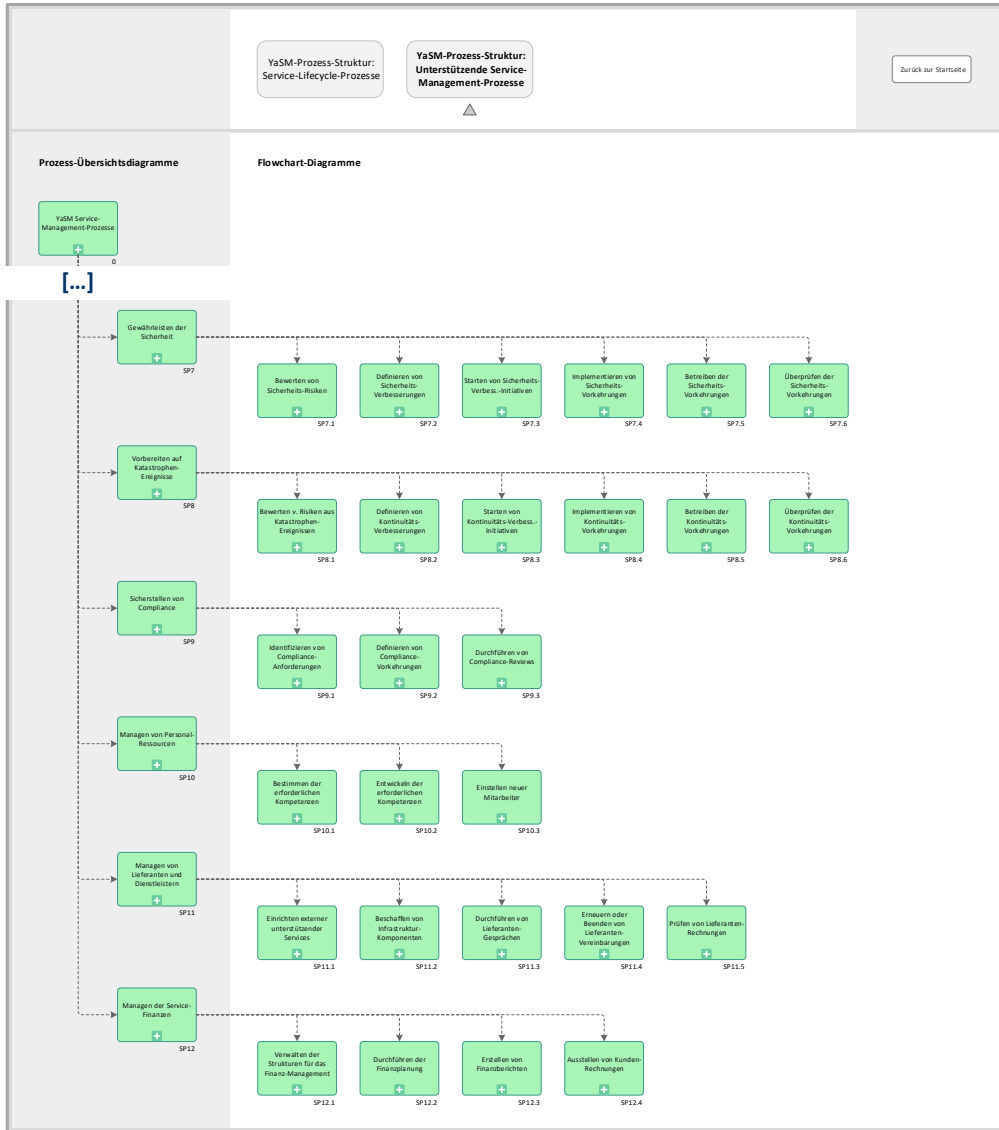 YaSM-Prozess-Struktur:
Service-Lifecycle-Prozesse
YaSM-Prozess-Struktur:
Unterstützende Service-
Management-Prozesse
Zurück zur Startseite
Prozess-Übersichtsdiagramme
Flowchart-Diagramme
YaSM Service-
Management-Prozesse
0
[...]
Gewährleisten der
Sicherheit
SP7
Bewerten von
Sicherheits-Risiken
SP7.1
Definieren von
Sicherheits-
Verbesserungen
SP7.2
Starten von Sicherheits-
Verbess.-Initiativen
SP7.3
Implementieren von
Sicherheits-
Vorkehrungen
SP7.4
Betreiben der
Sicherheits-
Vorkehrungen
SP7.5
Überprüfen der
Sicherheits-
Vorkehrungen
SP7.6
Vorbereiten auf
Katastrophen-
Ereignisse
SP8
Bewerten v. Risiken aus
Katastrophen-
Ereignissen
SP8.1
Definieren von
Kontinuitäts-
Verbesserungen
SP8.2
Starten von
Kontinuitäts-Verbess.-
Initiativen
SP8.3
Implementieren von
Kontinuitäts-
Vorkehrungen
SP8.4
Betreiben der
Kontinuitäts-
Vorkehrungen
SP8.5
Überprüfen der
Kontinuitäts-
Vorkehrungen
SP8.6
Sicherstellen von
Compliance
SP9
Identifizieren von
Compliance-
Anforderungen
SP9.1
Definieren von
Compliance-
Vorkehrungen
SP9.2
Durchführen von
Compliance-Reviews
SP9.3
Managen von Personal-
Ressourcen
SP10
Bestimmen der
erforderlichen
Kompetenzen
SP10.1
Entwickeln der
erforderlichen
Kompetenzen
SP10.2
Einstellen neuer
Mitarbeiter
SP10.3
Managen von
Lieferanten und
Dienstleistern
SP11
Einrichten externer
unterstützender
Services
SP11.1
Beschaffen von
Infrastruktur-
Komponenten
SP11.2
Durchführen von
Lieferanten-
Gesprächen
SP11.3
Erneuern oder
Beenden von
Lieferanten-
Vereinbarungen
SP11.4
Prüfen von Lieferanten-
Rechnungen
SP11.5
Managen der Service-
Finanzen
SP12
Verwalten der
Strukturen für das
Finanz-Management
SP12.1
Durchführen der
Finanzplanung
SP12.2
Erstellen von
Finanzberichten
SP12.3
Ausstellen von Kunden-
Rechnungen
SP12.4